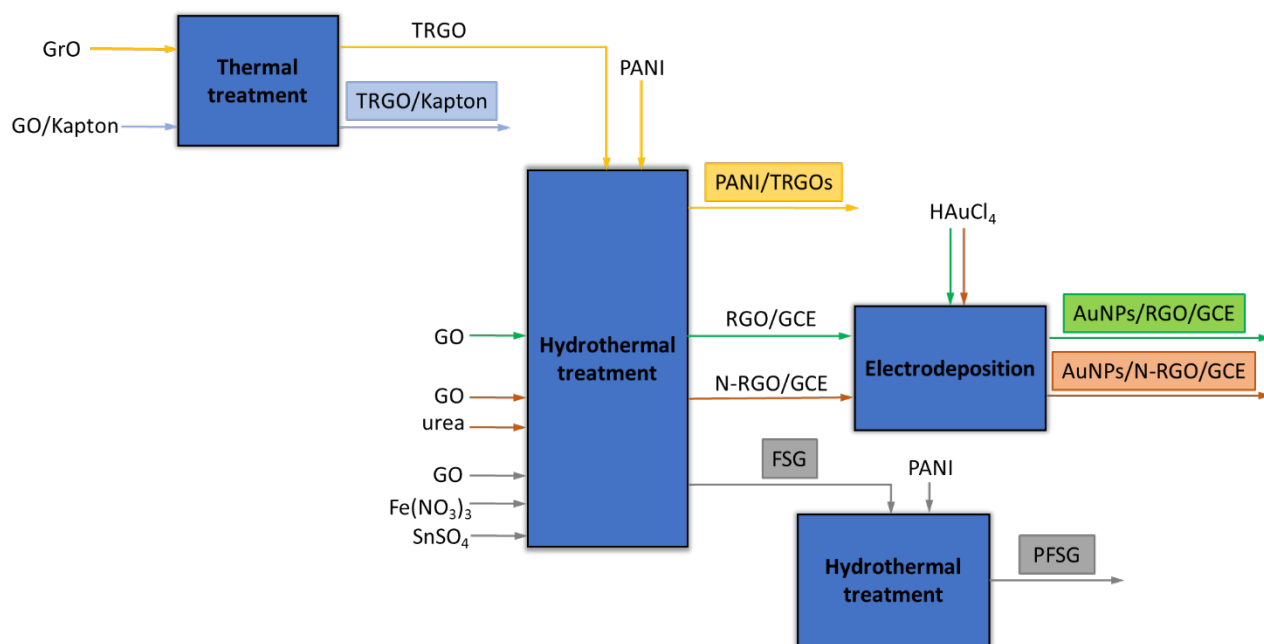 GrO
TRGO
Thermal
treatment
PANI
TRGO/Kapton
GO/Kapton
PANI/TRGOs
HAuCl₄
GO
RGO/GCE
AuNPs/RGO/GCE
Hydrothermal
treatment
Electrodeposition
GO
N-RGO/GCE
AuNPs/N-RGO/GCE
urea
GO
FSG
PANI
Fe(NO₃)₃
SnSO₄
Hydrothermal
treatment
PFSG